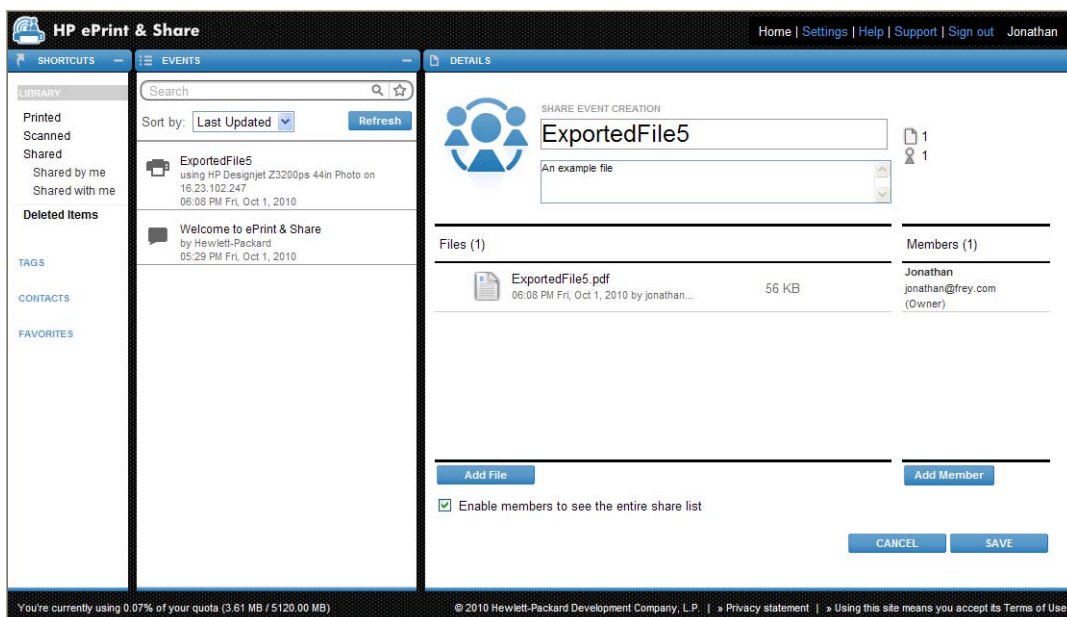 HP ePrint & Share
Home | Settings | Help | Support | Sign out Jonathan
SHORTCUTS
LIBRARY
Printed
Scanned
Shared
Shared by me
Shared with me
Deleted Items
TAGS
CONTACTS
FAVORITES
EVENTS
Search
Sort by: Last Updated Refresh
ExportedFile5
using HP Designjet Z3200ps 44in Photo on
16.23.102.247
06:08 PM Fri, Oct 1, 2010
Welcome to ePrint & Share
by Hewlett-Packard
05:29 PM Fri, Oct 1, 2010
DETAILS
SHARE EVENT CREATION
ExportedFile5
1
An example file
1
Files (1)
ExportedFile5.pdf
06:08 PM Fri, Oct 1, 2010 by jonathan...
56 KB
Members (1)
Jonathan
jonathan@frey.com
(Owner)
Add File
Add Member
Enable members to see the entire share list
CANCEL
SAVE
You're currently using 0.07% of your quota (3.61 MB / 5120.00 MB)
© 2010 Hewlett-Packard Development Company, L.P. | » Privacy statement | » Using this site means you accept its Terms of Use